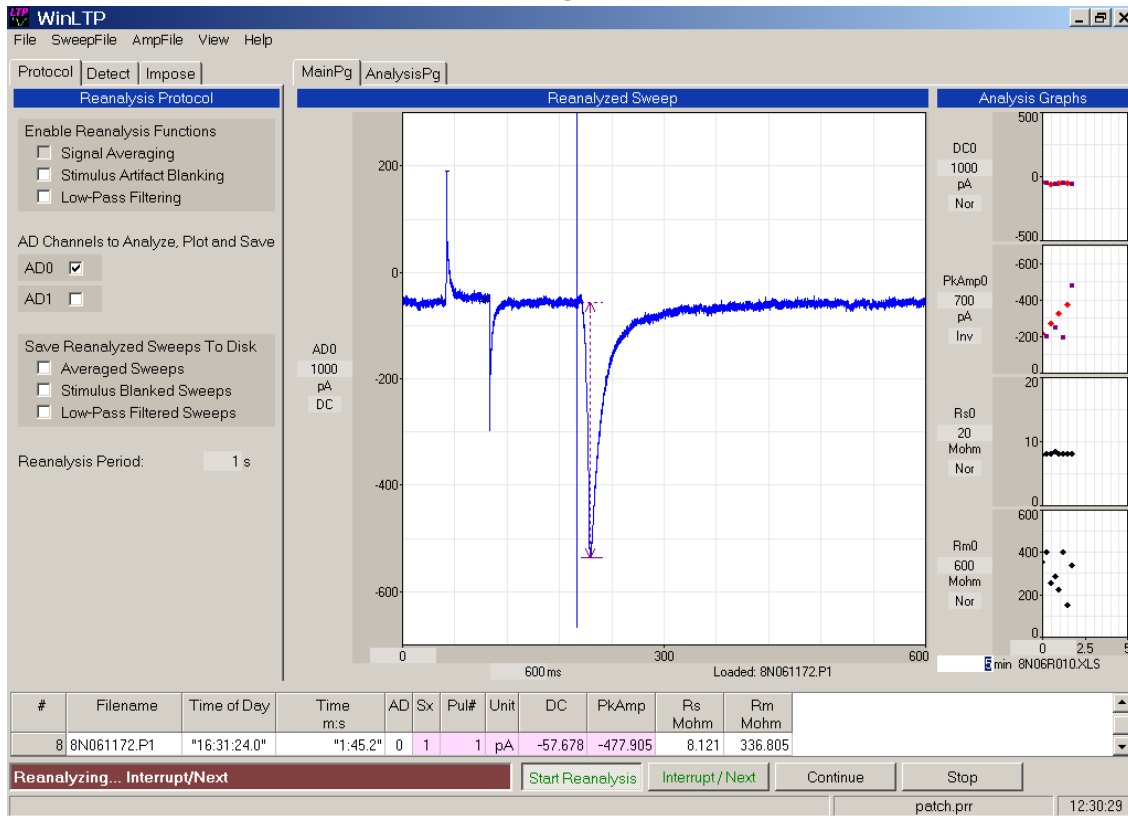 WinLTP
File SweepFile AmpFile View Help
Protocol Detect Impose
MainPg AnalysisPg
Reanalysis Protocol
Enable Reanalysis Functions
Signal Averaging
Stimulus Artifact Blanking
Low-Pass Filtering
AD Channels to Analyze, Plot and Save
AD0
AD1
Save Reanalyzed Sweeps To Disk
Averaged Sweeps
Stimulus Blanked Sweeps
Low-Pass Filtered Sweeps
Reanalysis Period: 1 s
Reanalyzed Sweep
AD0
1000
pA
DC
200
0
-200
-400
-600
0 300 600
600 ms Loaded: 8N061172.P1
Analysis Graphs
DC0
1000
pA
Nor
500
0
-500
PkAmp0
700
pA
Inv
-600
-400
-200
0
Rs0
20
Mohm
Nor
20
10
0
Rm0
600
Mohm
Nor
600
400
200
0
0 2.5 5
5 min 8N06R010.XLS
# Filename Time of Day Time m:s AD Sx Pul# Unit DC PkAmp Rs Mohm Rm Mohm
8 8N061172.P1 "16:31:24.0" "1:45.2" 0 1 1 pA -57.678 -477.905 8.121 336.805
Reanalyzing... Interrupt/Next
Start Reanalysis Interrupt / Next Continue Stop
patch.prr 12:30:29